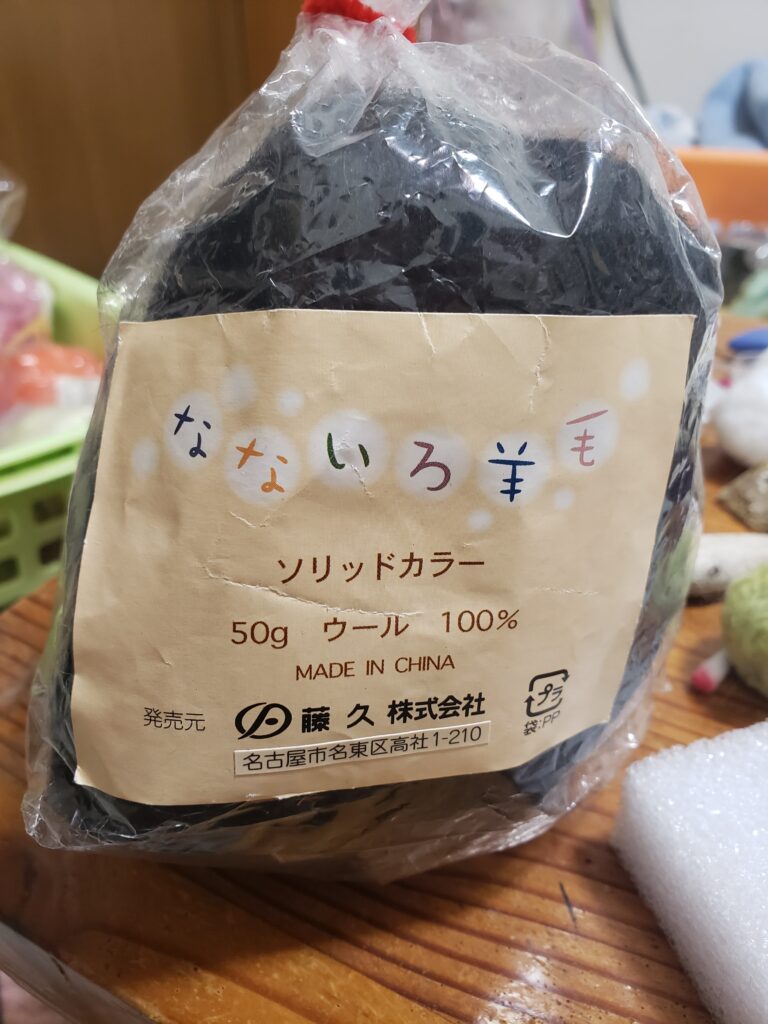 なないろ羊毛
ソリッドカラー
50g ウール 100%
MADE IN CHINA
発売元 藤久 株式会社
名古屋市名東区高社1-210
プラ
袋:PP